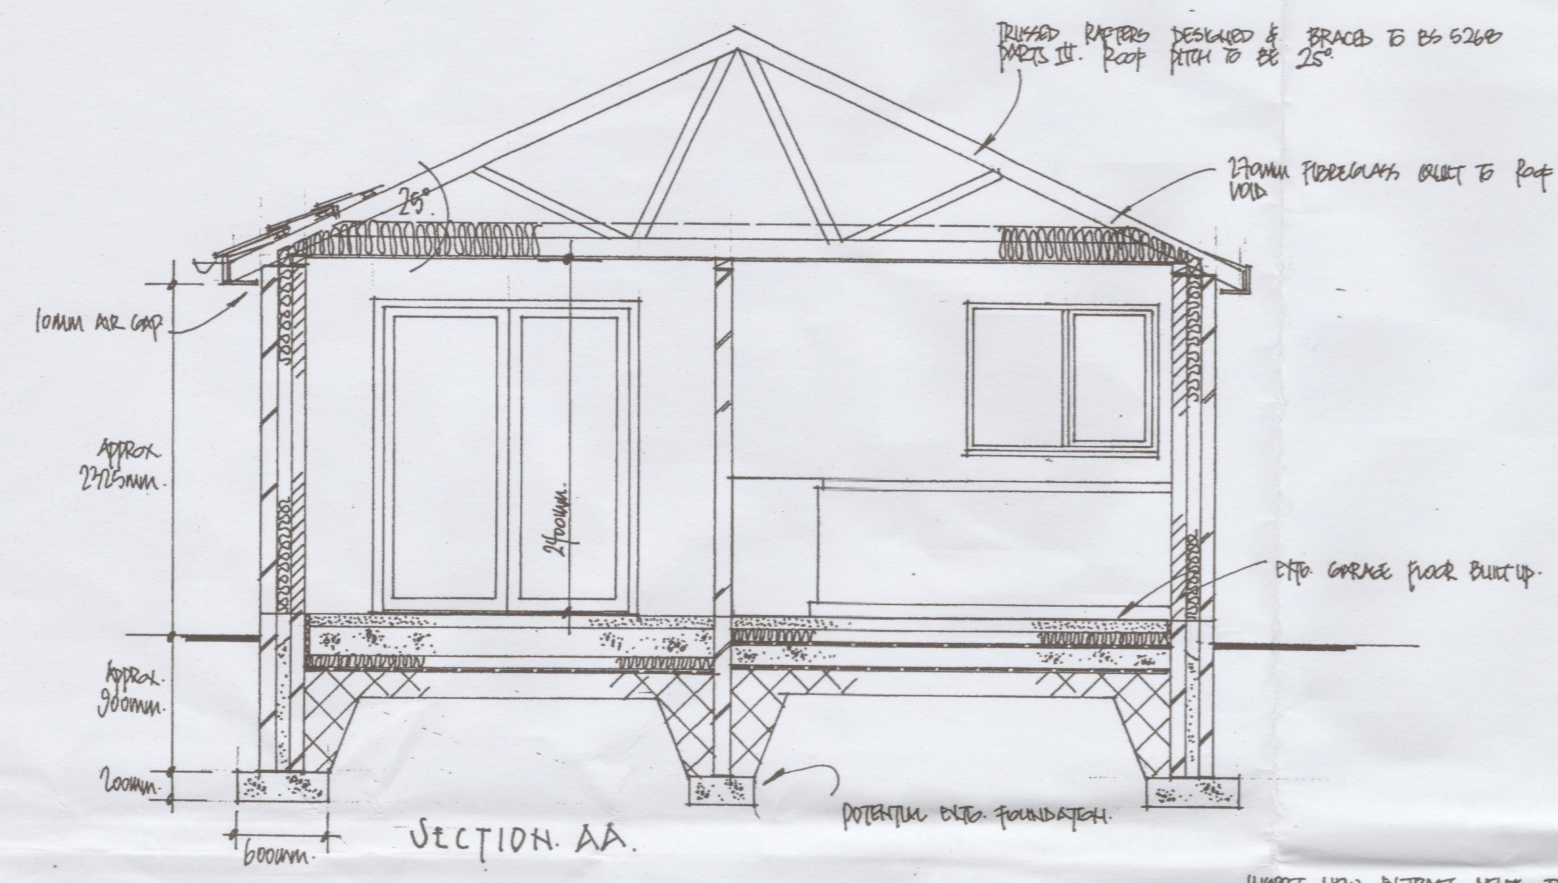 TRUSSED RAFTERS DESIGNED & BRACED TO BS 5268
PARTS III. ROOF PITCH TO BE 25°.
270MM FIBREGLASS QUILT TO ROOF
VOID
25°.
10MM AIR GAP
APPROX.
2325MM.
2400MM.
EXTG. GARAGE FLOOR BUILT UP.
APPROX.
900MM.
200MM.
600MM.
POTENTIAL EXTG. FOUNDATION.
SECTION. AA.